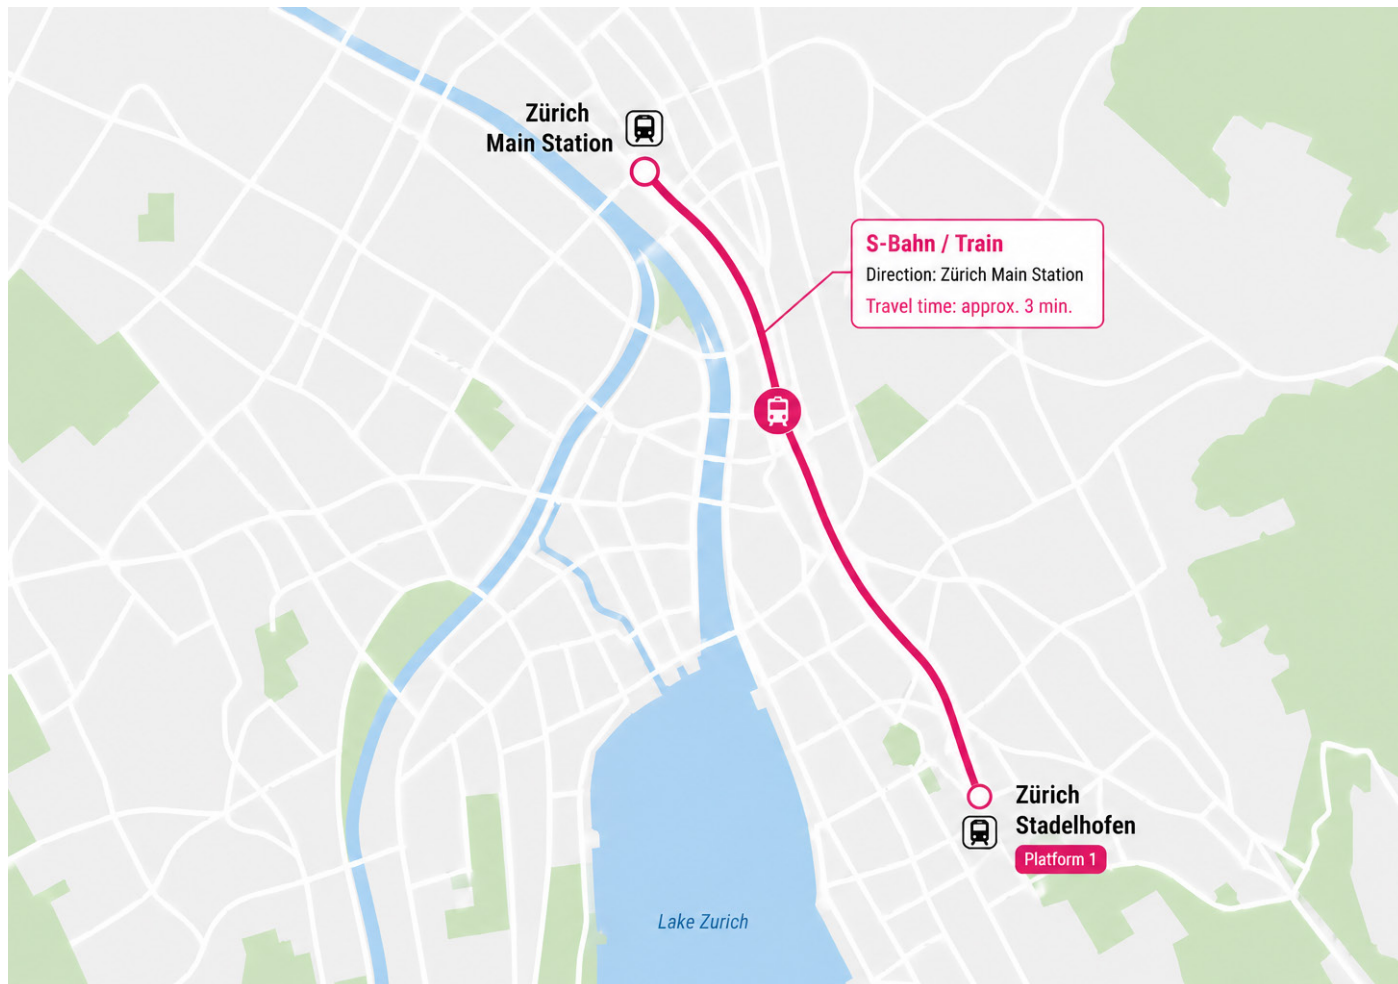 Zürich
Main Station
S-Bahn / Train
Direction: Zürich Main Station
Travel time: approx. 3 min.
Zürich
Stadelhofen
Platform 1
Lake Zurich